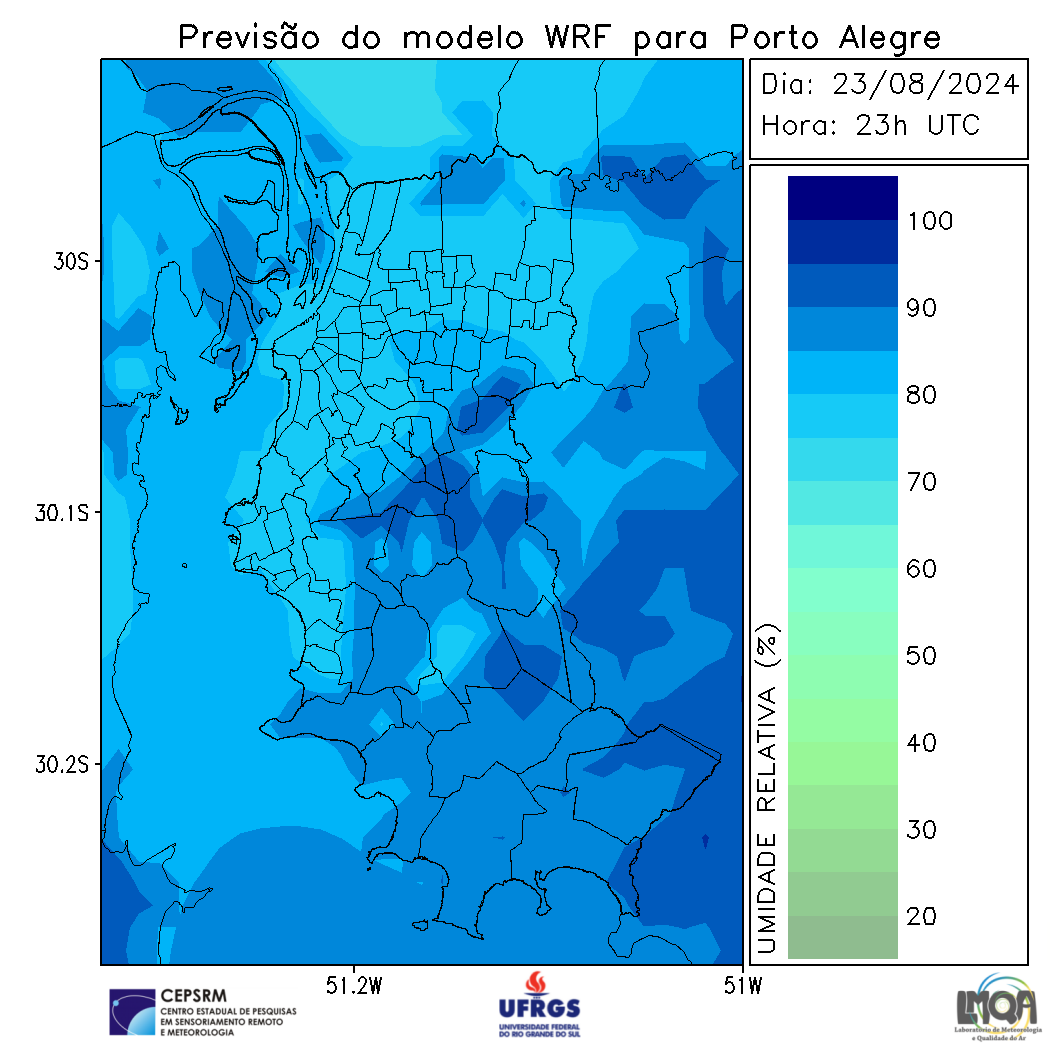 Previsão do modelo WRF para Porto Alegre
Dia: 23/08/2024
Hora: 23h UTC
100
90
80
70
60
50
40
30
20
UMIDADE RELATIVA (%)
30S
30.1S
30.2S
51.2W
51W
CEPSRM
CENTRO ESTADUAL DE PESQUISAS
EM SENSORIAMENTO REMOTO
E METEOROLOGIA
UFRGS
UNIVERSIDADE FEDERAL
DO RIO GRANDE DO SUL
LMQA
Laboratório de Meteorologia
e Qualidade do Ar